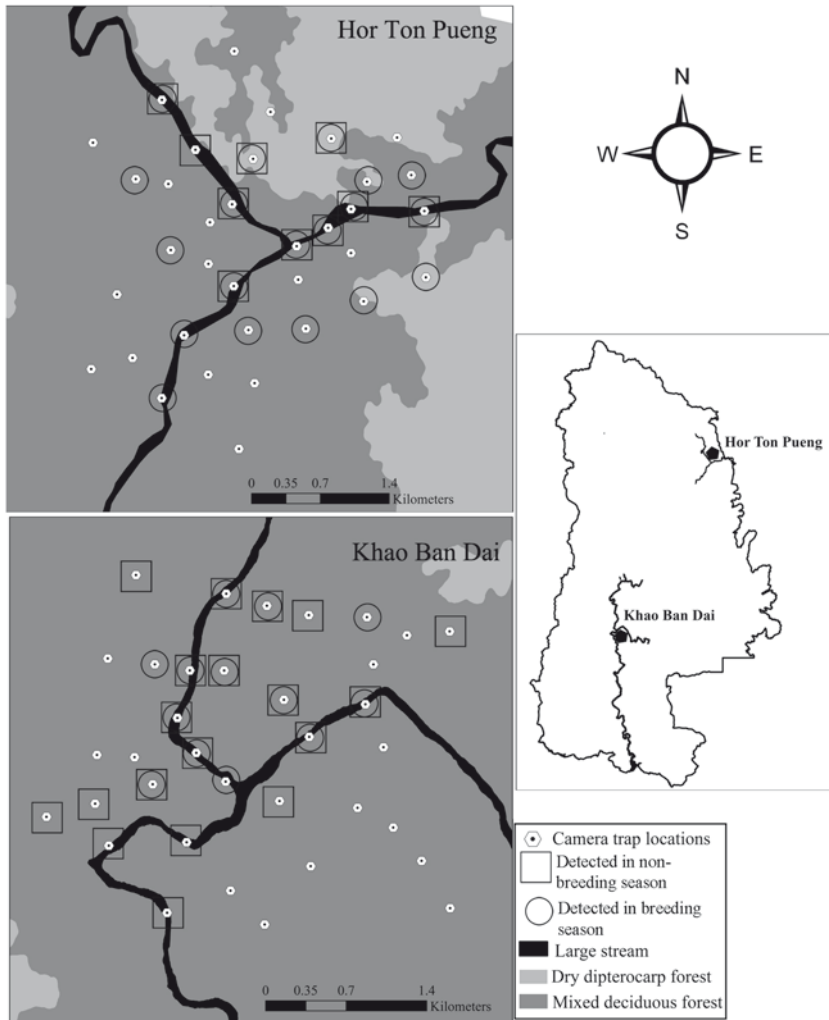 Hor Ton Pueng
0 0.35 0.7 1.4
Kilometers
N
W E
S
Khao Ban Dai
0 0.35 0.7 1.4
Kilometers
Hor Ton Pueng
Khao Ban Dai
Camera trap locations
Detected in non-
breeding season
Detected in breeding
season
Large stream
Dry dipterocarp forest
Mixed deciduous forest